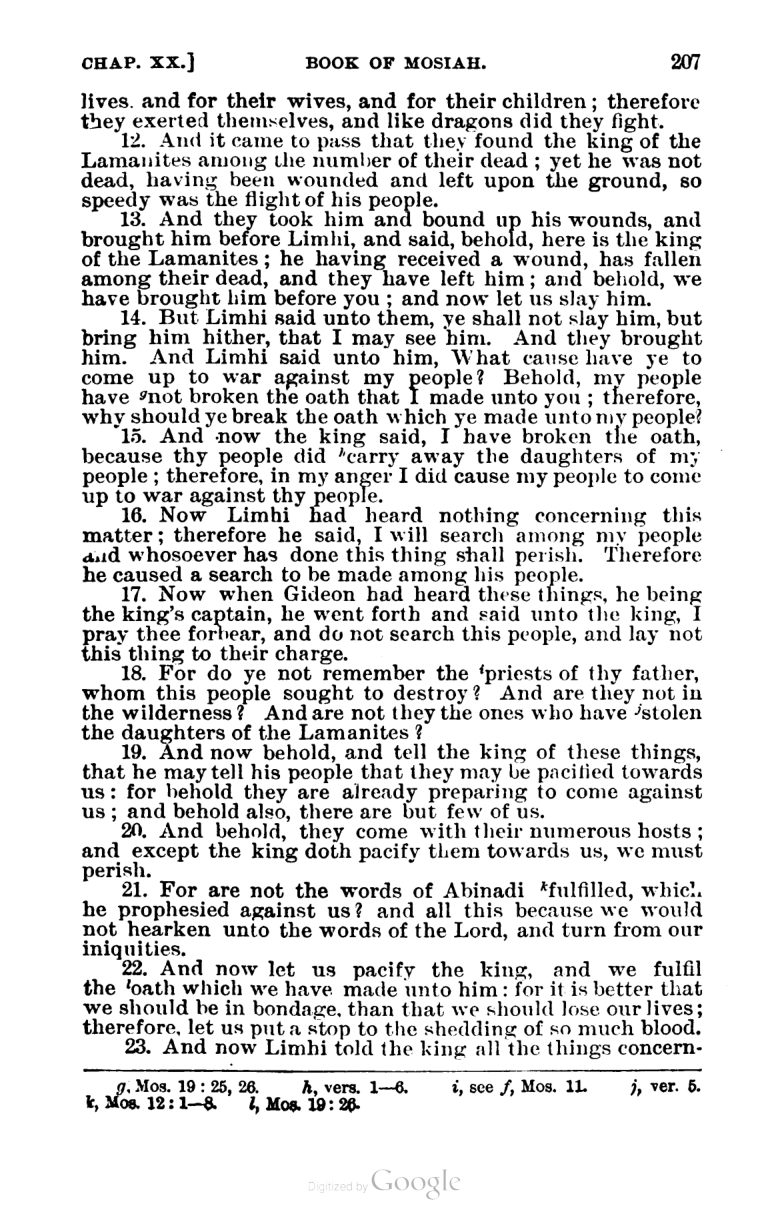 CHAP. XX.] BOOK OF MOSIAH. 207
lives. and for their wives, and for their children; therefore
they exerted themselves, and like dragons did they fight.
12. And it came to pass that they found the king of the
Lamanites among the number of their dead; yet he was not
dead, having been wounded and left upon the ground, so
speedy was the flight of his people.
13. And they took him and bound up his wounds, and
brought him before Limhi, and said, behold, here is the king
of the Lamanites; he having received a wound, has fallen
among their dead, and they have left him; and behold, we
have brought him before you; and now let us slay him.
14. But Limhi said unto them, ye shall not slay him, but
bring him hither, that I may see him. And they brought
him. And Limhi said unto him, What cause have ye to
come up to war against my people? Behold, my people
have gnot broken the oath that I made unto you; therefore,
why should ye break the oath which ye made unto my people?
15. And now the king said, I have broken the oath,
because thy people did hcarry away the daughters of my
people; therefore, in my anger I did cause my people to come
up to war against thy people.
16. Now Limhi had heard nothing concerning this
matter; therefore he said, I will search among my people
and whosoever has done this thing shall perish. Therefore
he caused a search to be made among his people.
17. Now when Gideon had heard these things, he being
the king's captain, he went forth and said unto the king, I
pray thee forbear, and do not search this people, and lay not
this thing to their charge.
18. For do ye not remember the ipriests of thy father,
whom this people sought to destroy? And are they not in
the wilderness? And are not they the ones who have jstolen
the daughters of the Lamanites?
19. And now behold, and tell the king of these things,
that he may tell his people that they may be pacified towards
us: for behold they are already preparing to come against
us; and behold also, there are but few of us.
20. And behold, they come with their numerous hosts;
and except the king doth pacify them towards us, we must
perish.
21. For are not the words of Abinadi kfulfilled, which
he prophesied against us? and all this because we would
not hearken unto the words of the Lord, and turn from our
iniquities.
22. And now let us pacify the king, and we fulfil
the loath which we have made unto him: for it is better that
we should be in bondage, than that we should lose our lives;
therefore, let us put a stop to the shedding of so much blood.
23. And now Limhi told the king all the things concern-
g, Mos. 19: 25, 26. h, vers. 1—6. i, see f, Mos. 11. j, ver. 5.
k, Mos. 12: 1—8. l, Mos. 19: 26.
Digitized by Google